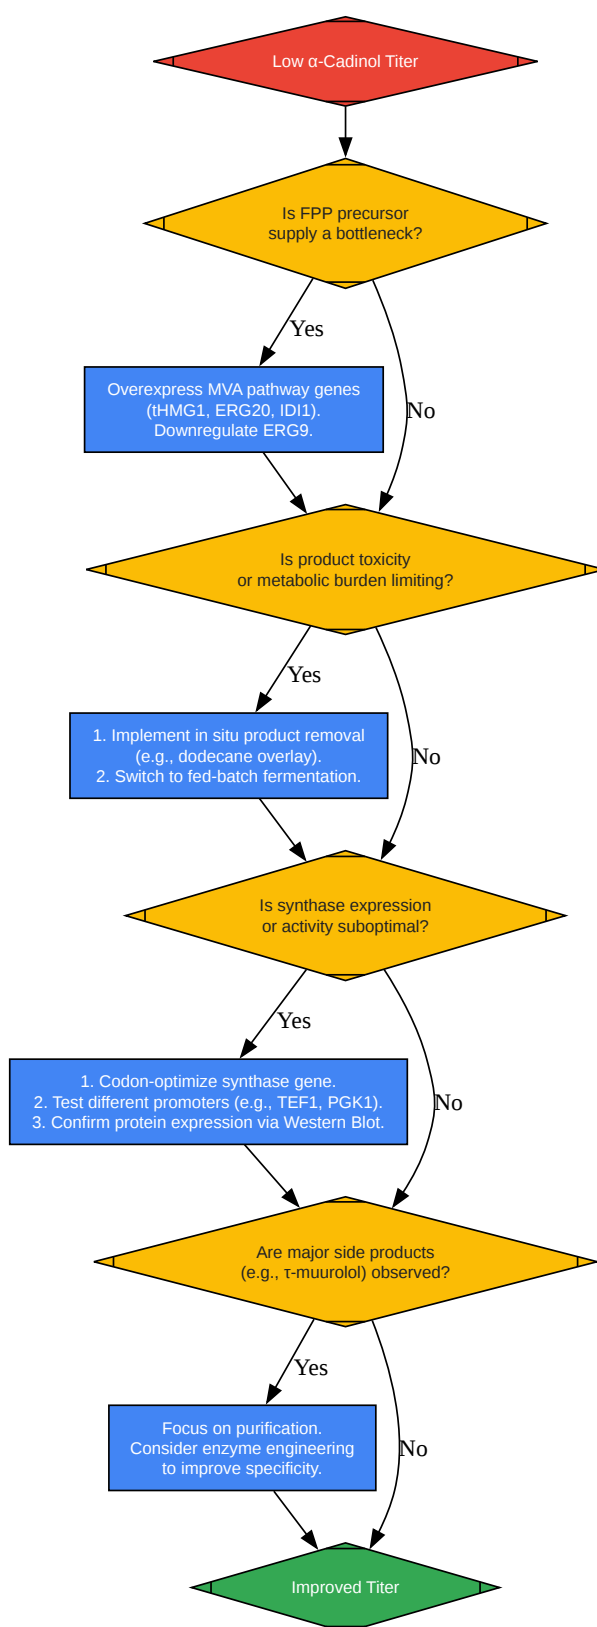 Low α-Cadinol Titer
Is FPP precursor
supply a bottleneck?
Yes
Overexpress MVA pathway genes
(tHMG1, ERG20, IDI1).
Downregulate ERG9.
No
Is product toxicity
or metabolic burden limiting?
Yes
1. Implement in situ product removal
(e.g., dodecane overlay).
2. Switch to fed-batch fermentation.
No
Is synthase expression
or activity suboptimal?
Yes
1. Codon-optimize synthase gene.
2. Test different promoters (e.g., TEF1, PGK1).
3. Confirm protein expression via Western Blot.
No
Are major side products
(e.g., τ-muurolol) observed?
Yes
Focus on purification.
Consider enzyme engineering
to improve specificity.
No
Improved Titer